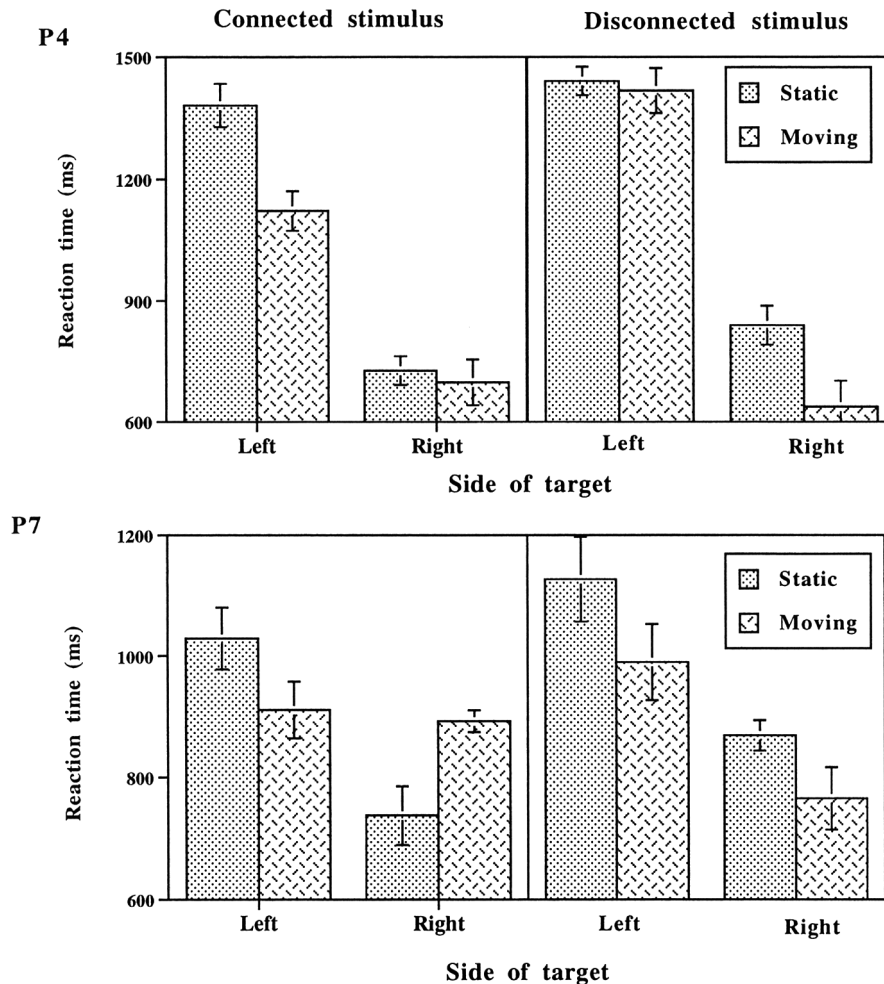 Connected stimulus Disconnected stimulus
P4
1500
Static
Moving
1200
900
600
Reaction time (ms)
Left Right Left Right
Side of target
P7
1200
Static
Moving
1000
800
600
Reaction time (ms)
Left Right Left Right
Side of target